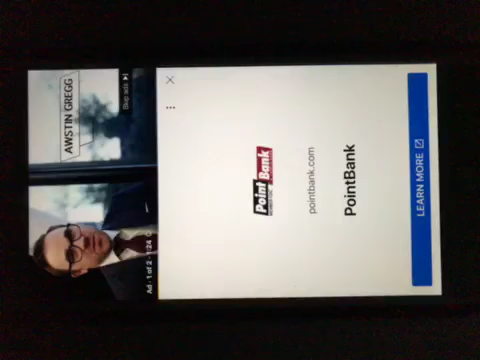 AWSTIN GREGG
Skip ads
Ad · 1 of 2 · 1:24
Point Bank
pointbank.com
PointBank
LEARN MORE